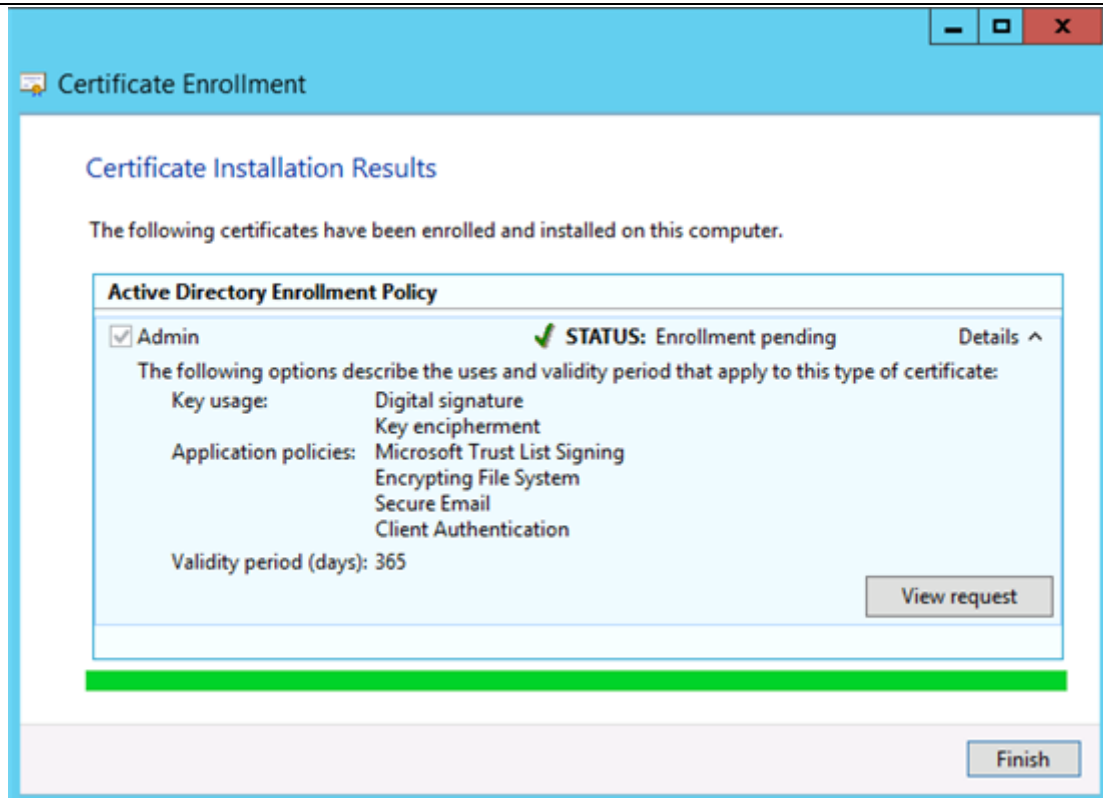 Certificate Enrollment
Certificate Installation Results
The following certificates have been enrolled and installed on this computer.
Active Directory Enrollment Policy
Admin STATUS: Enrollment pending Details
The following options describe the uses and validity period that apply to this type of certificate:
Key usage: Digital signature
Key encipherment
Application policies: Microsoft Trust List Signing
Encrypting File System
Secure Email
Client Authentication
Validity period (days): 365
View request
Finish